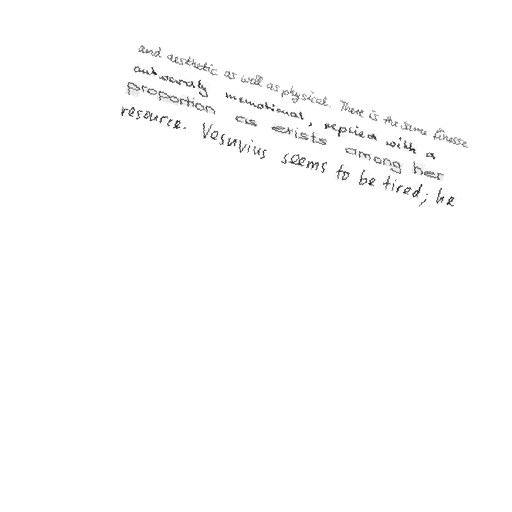 and aesthetic as well as physical. There is the same finesse
outwardly unemotional, replied with a
proportion as exists among her
resource. Vesuvius seems to be tired; he